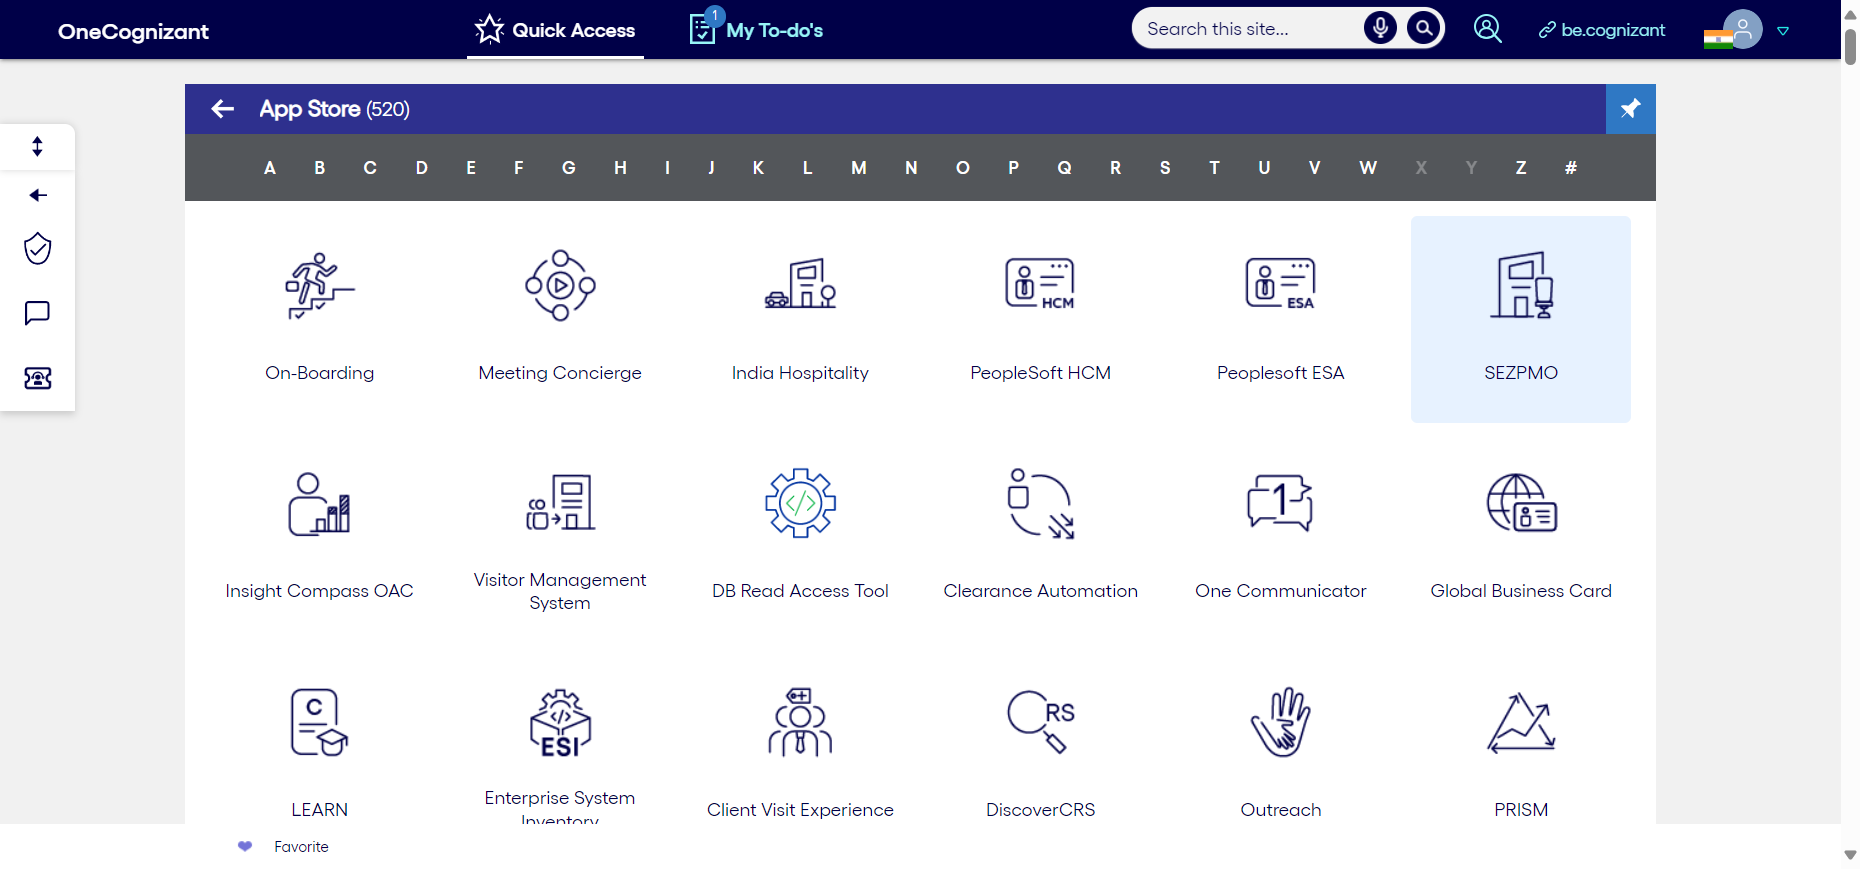 OneCognizant
Quick Access
1
My To-do's
Search this site...
be.cognizant
App Store (520)
A B C D E F G H I J K L M N O P Q R S T U V W X Y Z #
HCM
ESA
On-Boarding
Meeting Concierge
India Hospitality
PeopleSoft HCM
Peoplesoft ESA
SEZPMO
1
Insight Compass OAC
Visitor Management
System
DB Read Access Tool
Clearance Automation
One Communicator
Global Business Card
C
ESI
RS
LEARN
Enterprise System
Inventory
Client Visit Experience
DiscoverCRS
Outreach
PRISM
Favorite